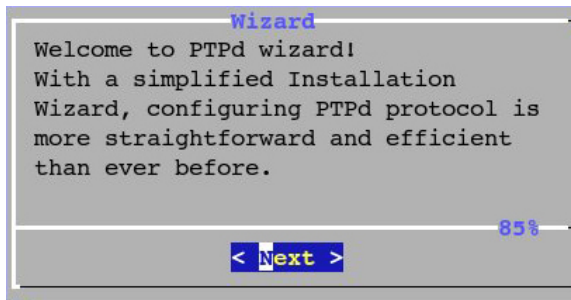 Wizard
Welcome to PTPd wizard!
With a simplified Installation
Wizard, configuring PTPd protocol is
more straightforward and efficient
than ever before.
85%
< Next >